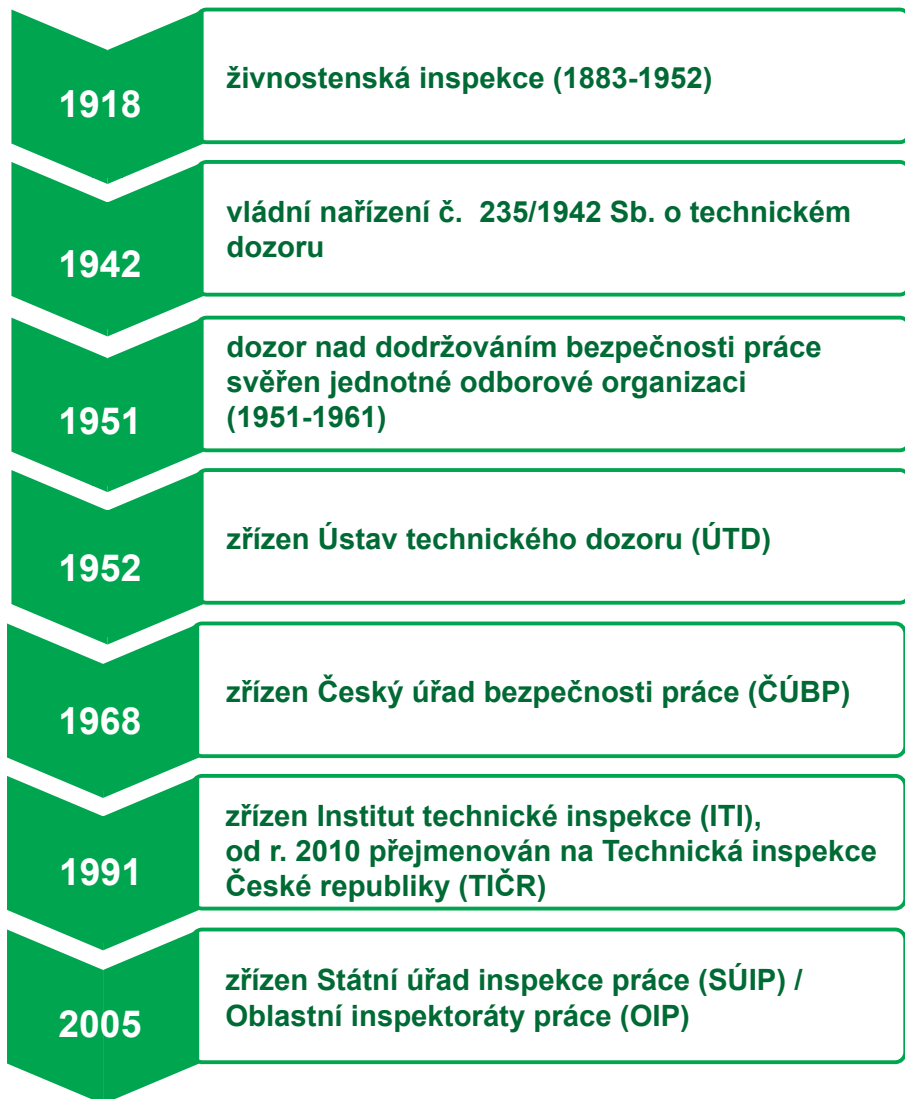 1918
živnostenská inspekce (1883-1952)
1942
vládní nařízení č.  235/1942 Sb. o technickém
dozoru
1951
dozor nad dodržováním bezpečnosti práce
svěřen jednotné odborové organizaci
(1951-1961)
1952
zřízen Ústav technického dozoru (ÚTD)
1968
zřízen Český úřad bezpečnosti práce (ČÚBP)
1991
zřízen Institut technické inspekce (ITI),
od r. 2010 přejmenován na Technická inspekce
České republiky (TIČR)
2005
zřízen Státní úřad inspekce práce (SÚIP) /
Oblastní inspektoráty práce (OIP)